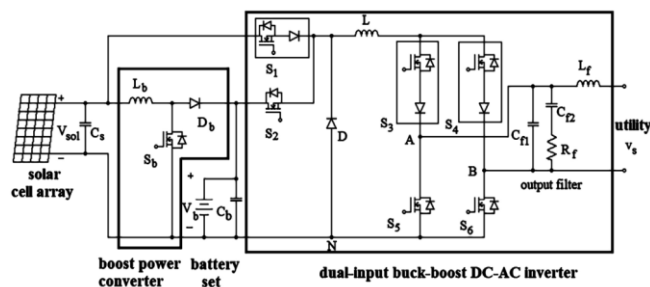 S1
L
Lb
Db
S2
D
S3
S4
Lf
+
Vsol
Cs
−
Sb
A
B
Cf1
Cf2
Rf
utility
vs
solar
cell array
+
Vb
−
Cb
S5
S6
output filter
N
boost power
converter
battery
set
dual-input buck-boost DC-AC inverter